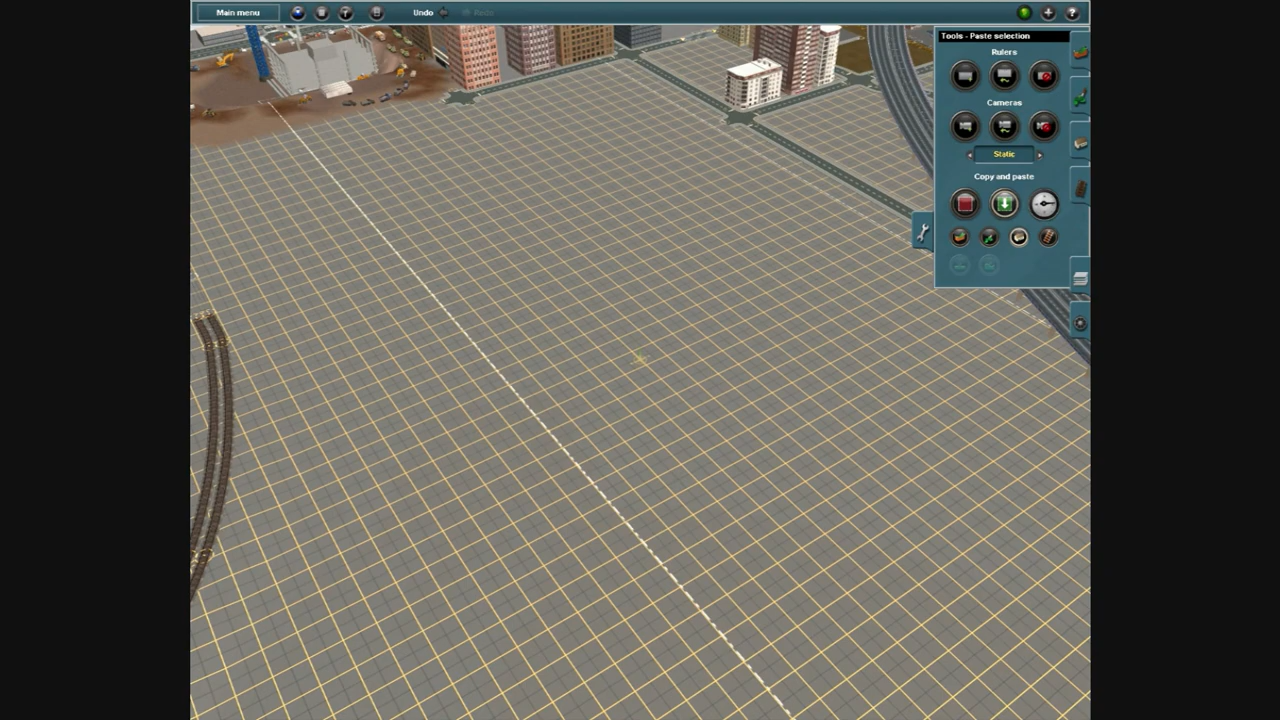 Main menu
Undo
Redo
Tools - Paste selection
Rulers
Cameras
Static
Copy and paste